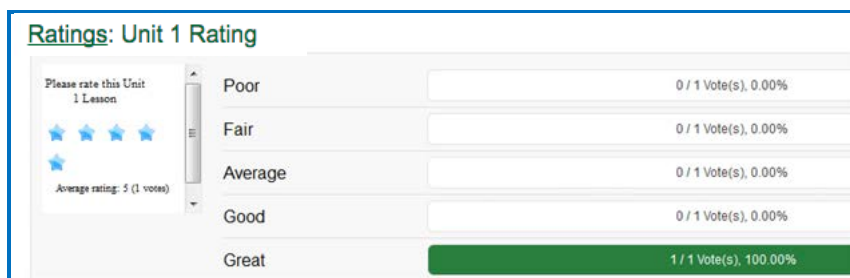 Ratings: Unit 1 Rating
Please rate this Unit
1 Lesson
Average rating: 5 (1 votes)
Poor 0 / 1 Vote(s), 0.00%
Fair 0 / 1 Vote(s), 0.00%
Average 0 / 1 Vote(s), 0.00%
Good 0 / 1 Vote(s), 0.00%
Great 1 / 1 Vote(s), 100.00%